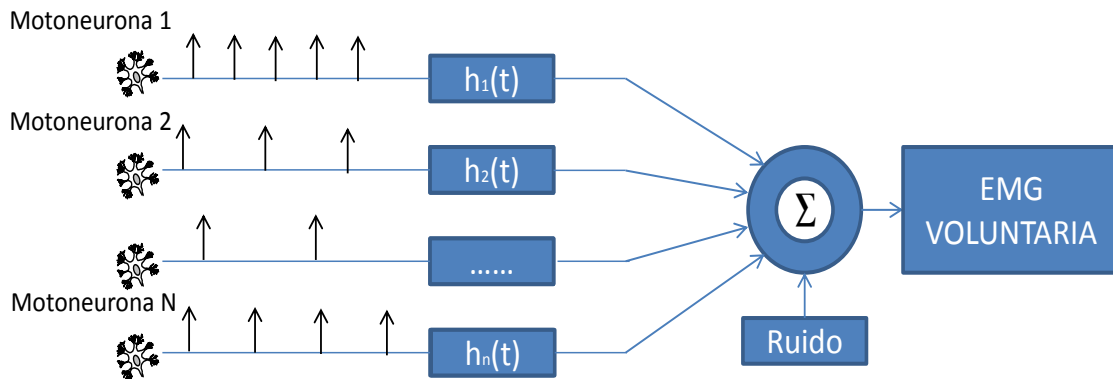 Motoneurona 1
h₁(t)
Motoneurona 2
h₂(t)
Σ
EMG
VOLUNTARIA
......
Motoneurona N
hₙ(t)
Ruido